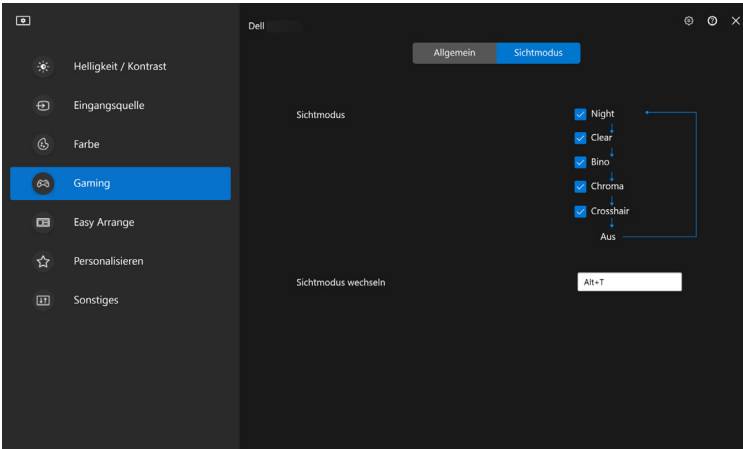 Dell
Allgemein
Sichtmodus
Helligkeit / Kontrast
Eingangsquelle
Farbe
Gaming
Easy Arrange
Personalisieren
Sonstiges
Sichtmodus
Night
Clear
Bino
Chroma
Crosshair
Aus
Sichtmodus wechseln
Alt+T